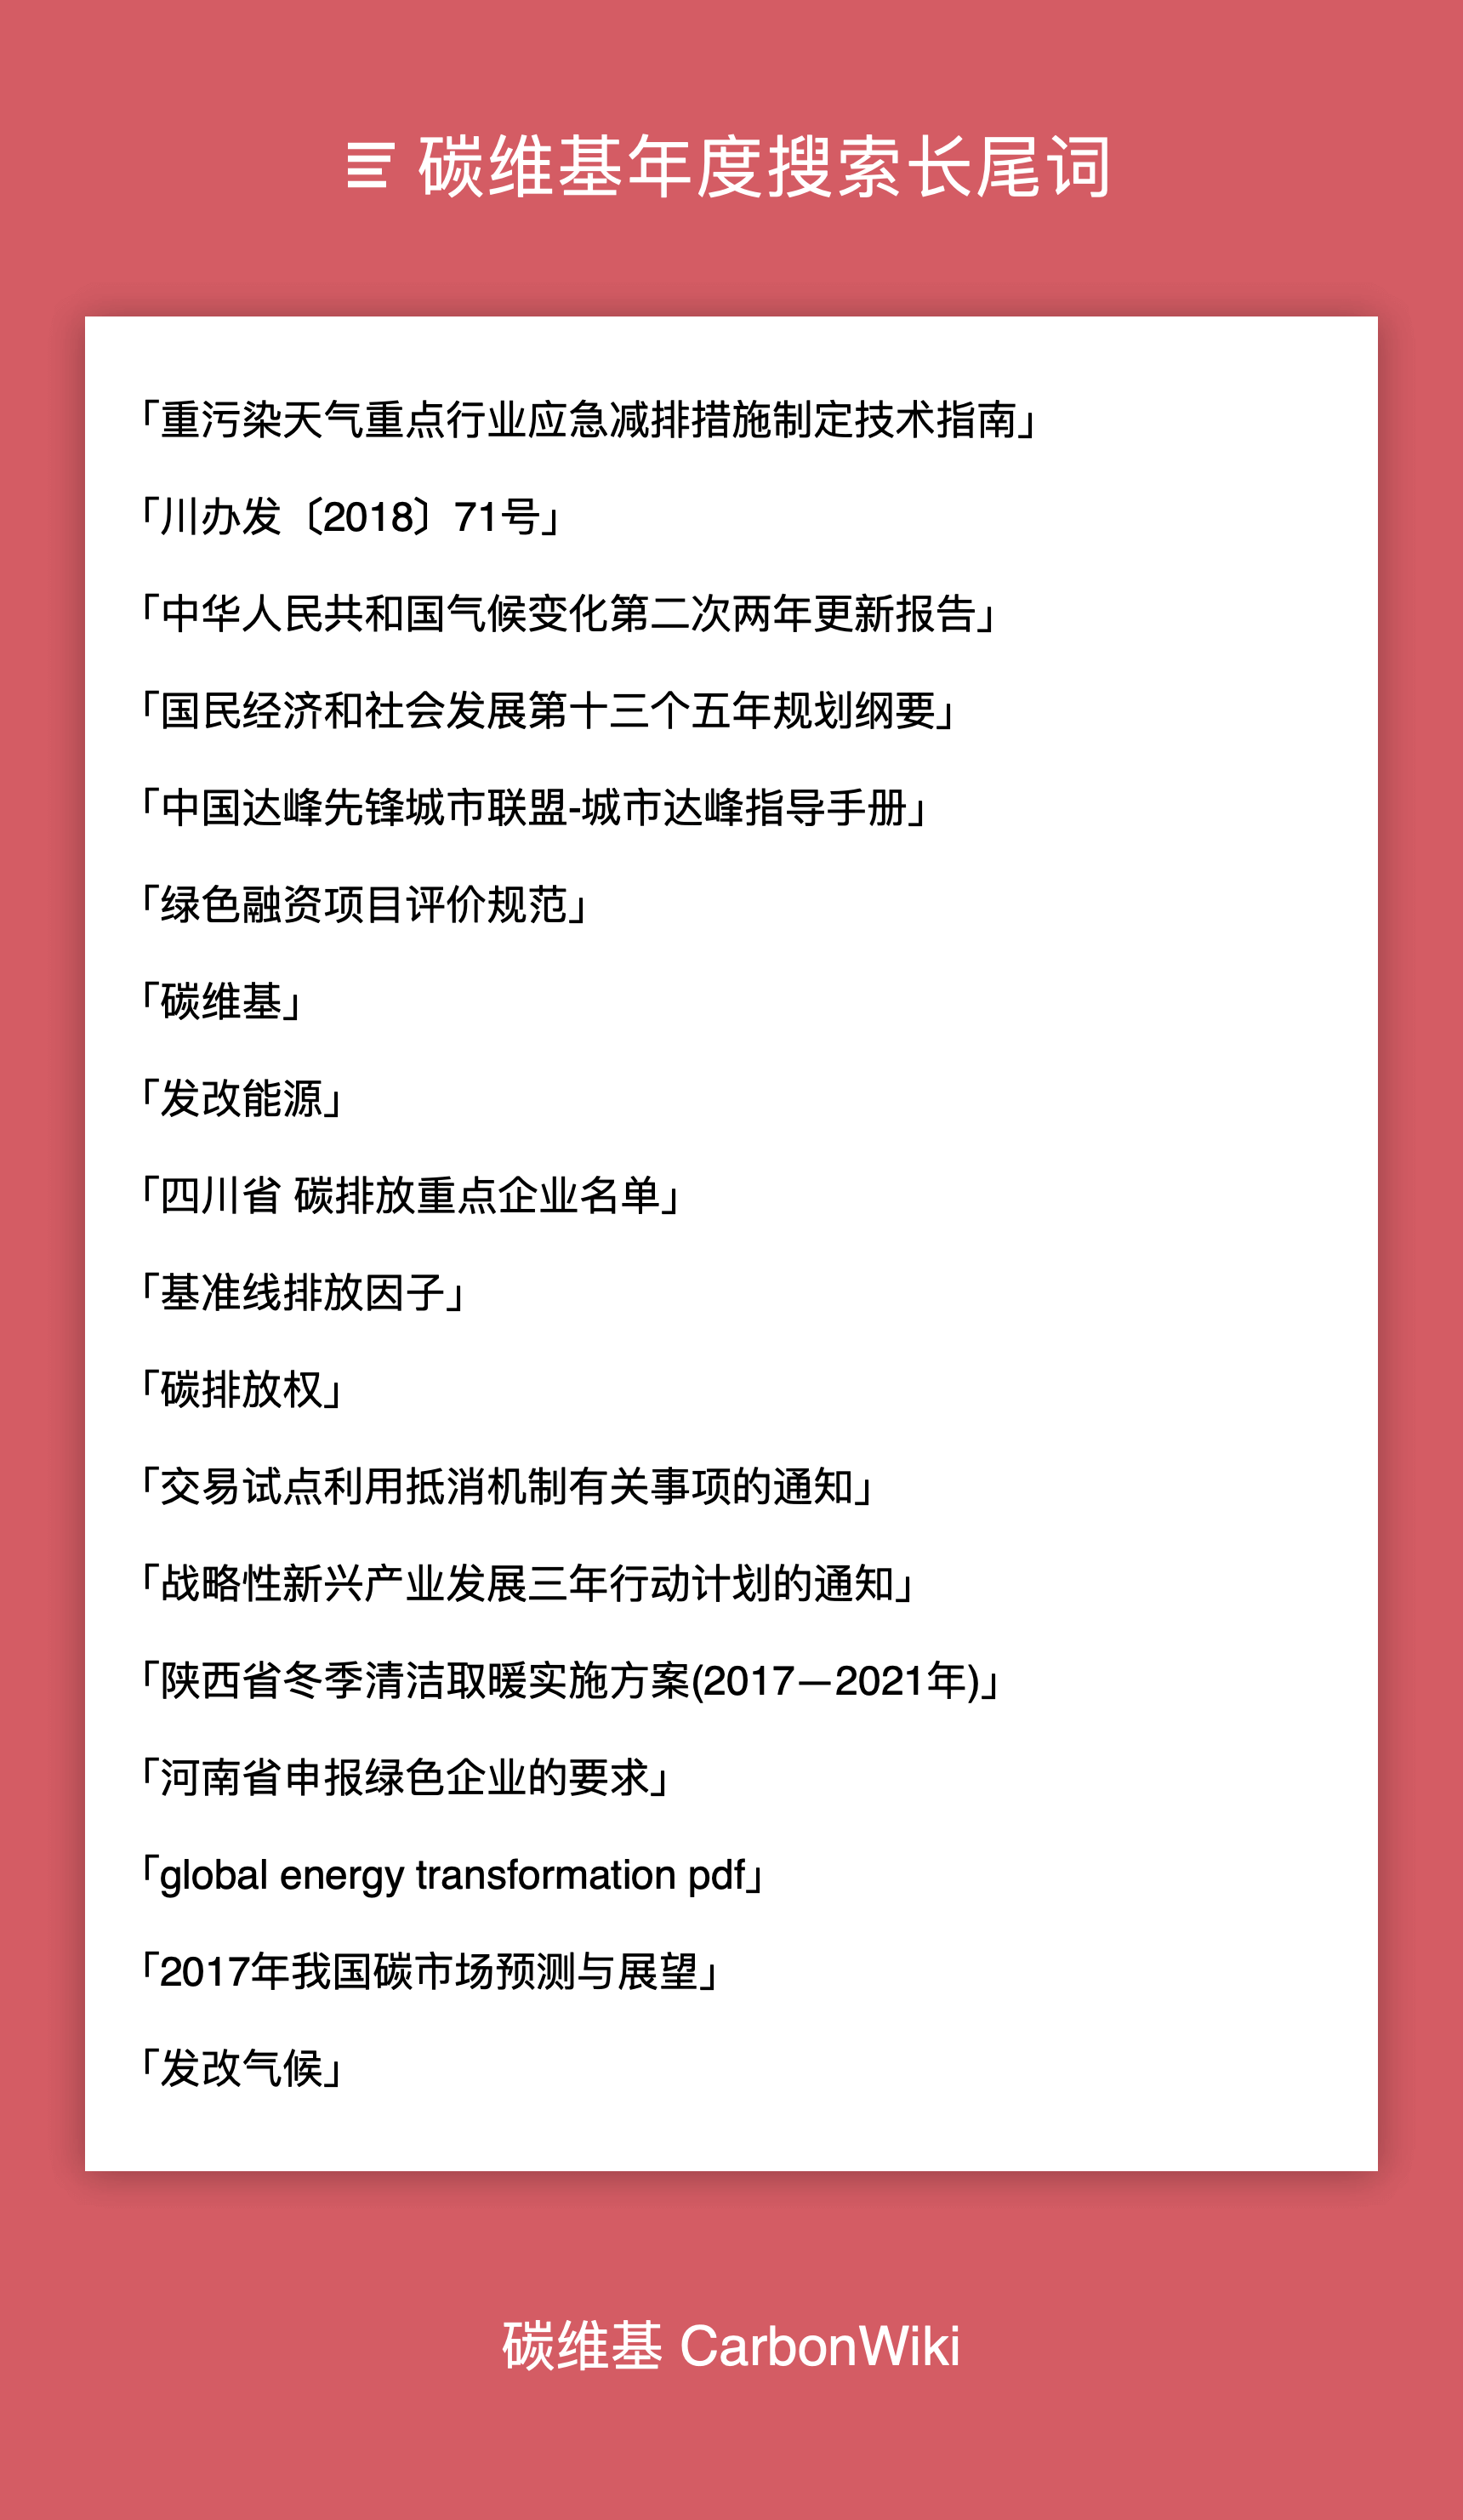 碳维基年度搜索长尾词
「重污染天气重点行业应急减排措施制定技术指南」
「川办发〔2018〕71号」
「中华人民共和国气候变化第二次两年更新报告」
「国民经济和社会发展第十三个五年规划纲要」
「中国达峰先锋城市联盟-城市达峰指导手册」
「绿色融资项目评价规范」
「碳维基」
「发改能源」
「四川省 碳排放重点企业名单」
「基准线排放因子」
「碳排放权」
「交易试点利用抵消机制有关事项的通知」
「战略性新兴产业发展三年行动计划的通知」
「陕西省冬季清洁取暖实施方案(2017—2021年)」
「河南省申报绿色企业的要求」
「global energy transformation pdf」
「2017年我国碳市场预测与展望」
「发改气候」
碳维基 CarbonWiki